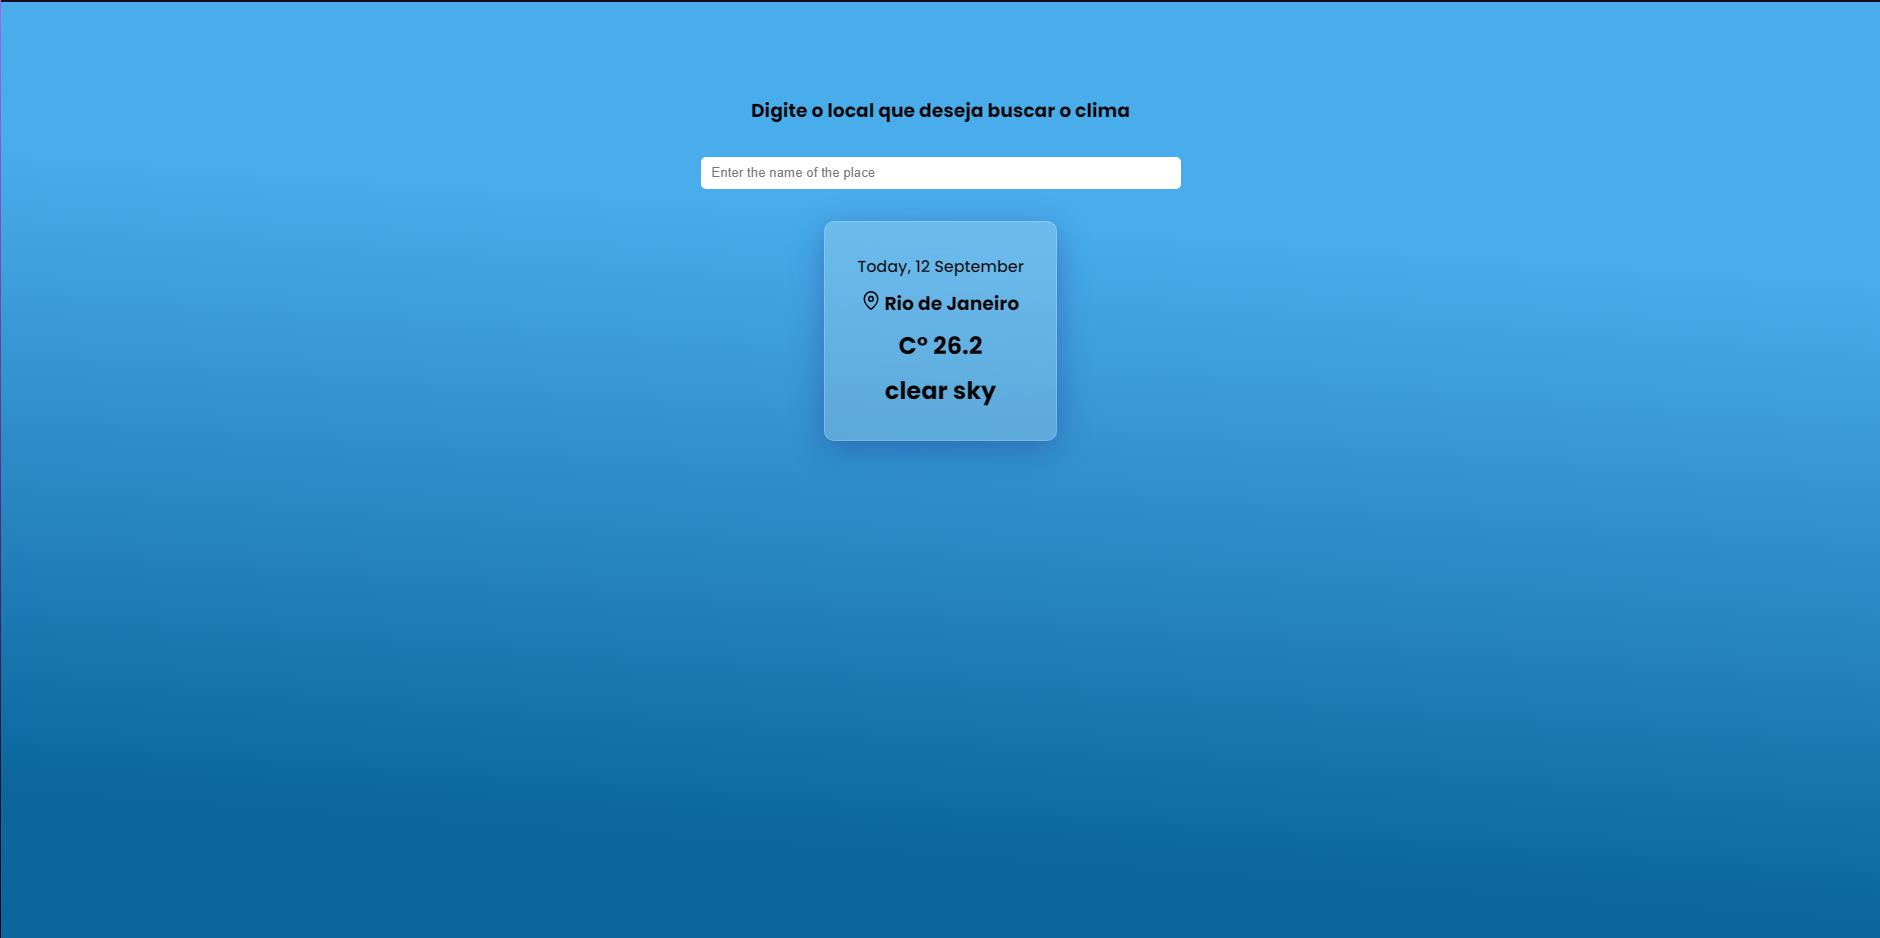 Digite o local que deseja buscar o clima
Enter the name of the place
Today, 12 September
Rio de Janeiro
C° 26.2
clear sky